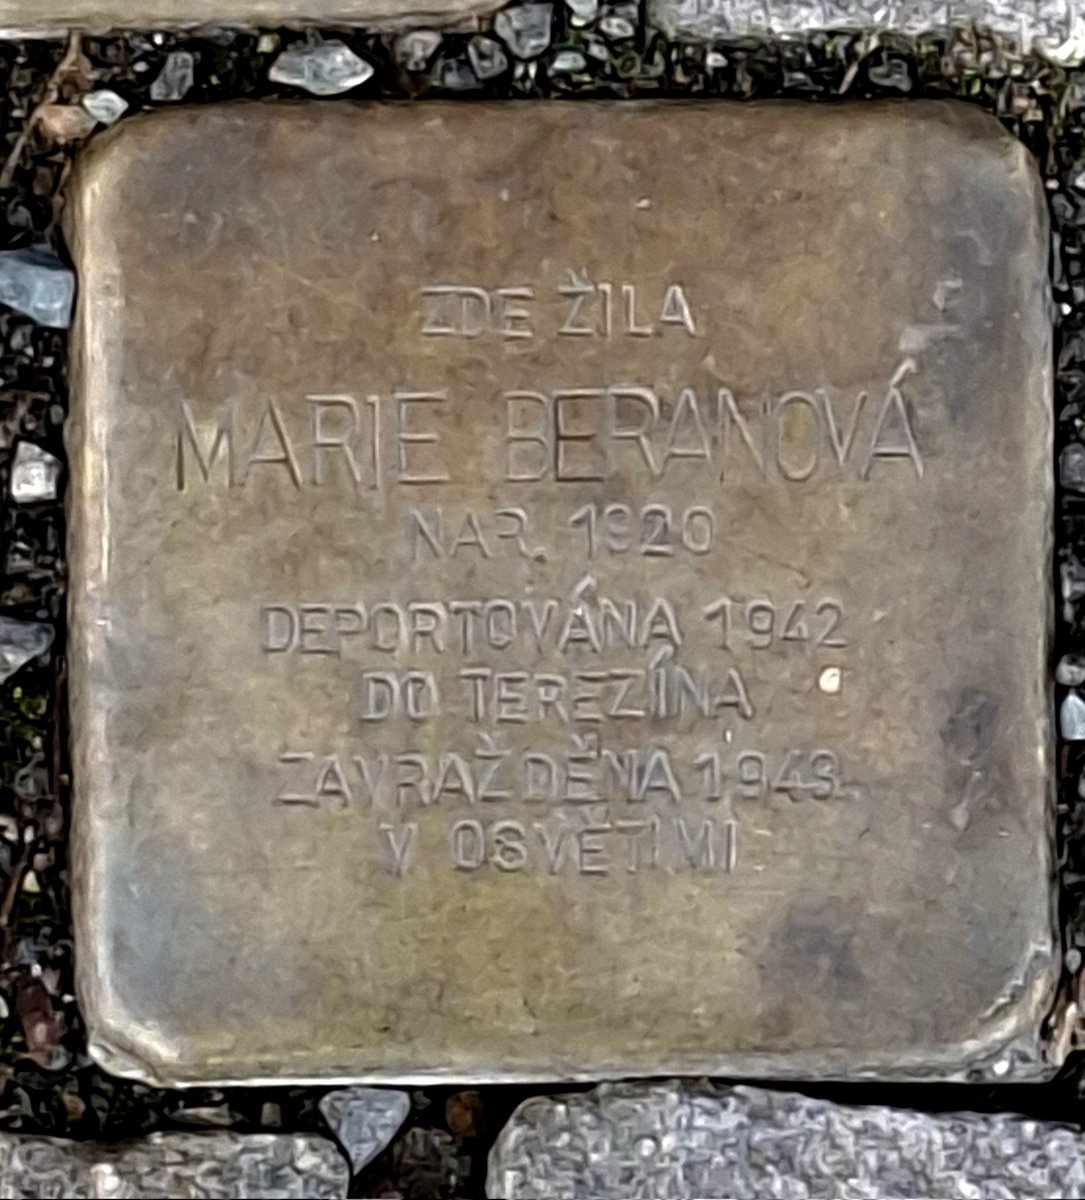 ZDE ŽILA
MARIE BERANOVÁ
NAR. 1920
DEPORTOVÁNA 1942
DO TEREZÍNA
ZAVRAŽDĚNA 1943
V OSVĚTIMI